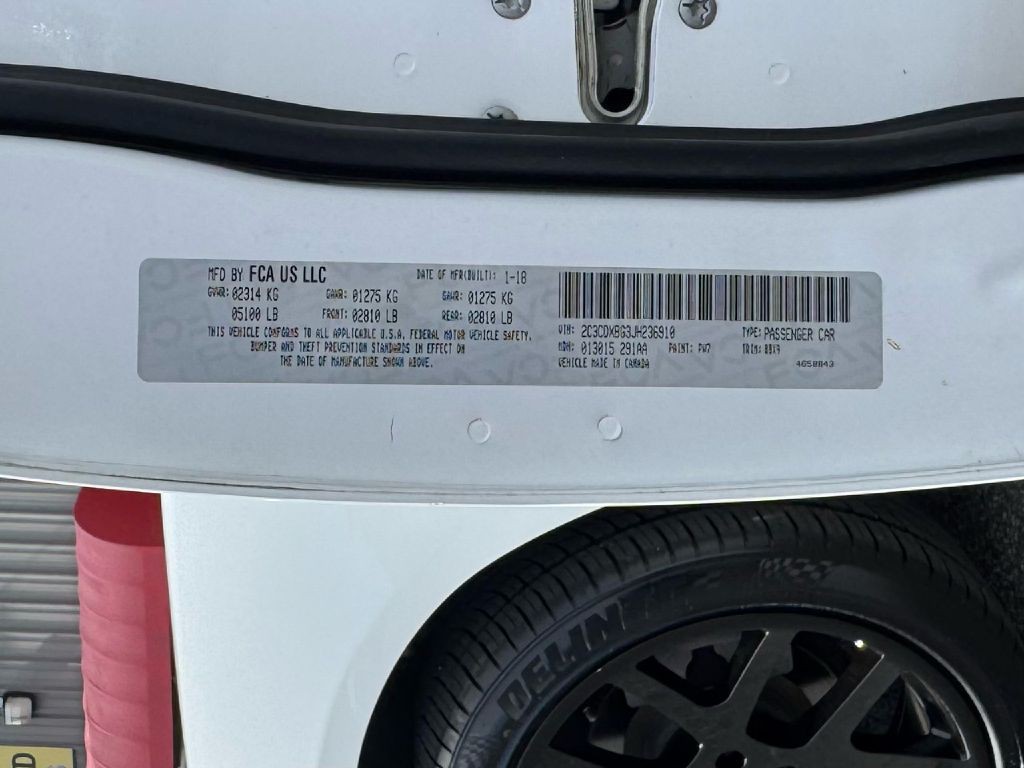 MFD BY FCA US LLC DATE OF MFR(BUILT): 1-18
GVWR: 02314 KG GAWR: 01275 KG GAWR: 01275 KG
05100 LB FRONT: 02810 LB REAR: 02810 LB
THIS VEHICLE CONFORMS TO ALL APPLICABLE U.S.A. FEDERAL MOTOR VEHICLE SAFETY,
BUMPER AND THEFT PREVENTION STANDARDS IN EFFECT ON
THE DATE OF MANUFACTURE SHOWN ABOVE.
VIN: 2C3CDXBG3JH236910 TYPE: PASSENGER CAR
MDH: 013015 291AA PAINT: PW7 TRIM: BBX9
VEHICLE MADE IN CANADA 4658843
DELINTE